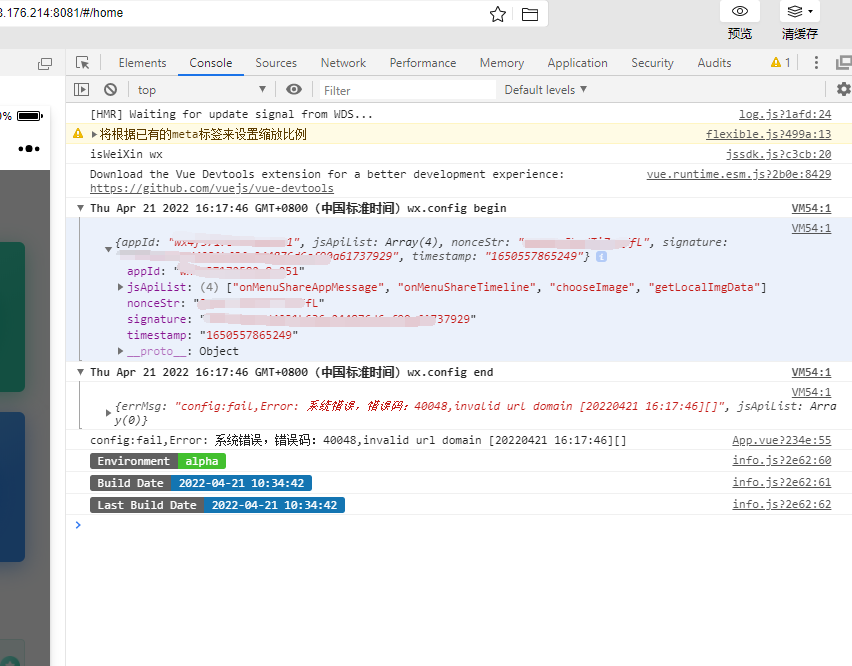 3.176.214:8081/#/home
预览
清缓存
Elements Console Sources Network Performance Memory Application Security Audits 1
top Filter Default levels
[HMR] Waiting for update signal from WDS... log.js?1afd:24
0%
将根据已有的meta标签来设置缩放比例 flexible.js?499a:13
isWeiXin wx jssdk.js?c3cb:20
Download the Vue Devtools extension for a better development experience: vue.runtime.esm.js?2b0e:8429
https://github.com/vuejs/vue-devtools
Thu Apr 21 2022 16:17:46 GMT+0800 (中国标准时间) wx.config begin VM54:1
VM54:1
{appId: 1", jsApiList: Array(4), nonceStr: fL", signature:
61737929", timestamp: "1650557865249"}
appId: 251"
jsApiList: (4) ["onMenuShareAppMessage", "onMenuShareTimeline", "chooseImage", "getLocalImgData"]
nonceStr: fL"
signature: 737929"
timestamp: "1650557865249"
__proto__: Object
Thu Apr 21 2022 16:17:46 GMT+0800 (中国标准时间) wx.config end VM54:1
VM54:1
{errMsg: "config:fail,Error: 系统错误，错误码：40048,invalid url domain [20220421 16:17:46][]", jsApiList: Arra
y(0)}
config:fail,Error: 系统错误，错误码：40048,invalid url domain [20220421 16:17:46][] App.vue?234e:55
Environment alpha info.js?2e62:60
Build Date 2022-04-21 10:34:42 info.js?2e62:61
Last Build Date 2022-04-21 10:34:42 info.js?2e62:62